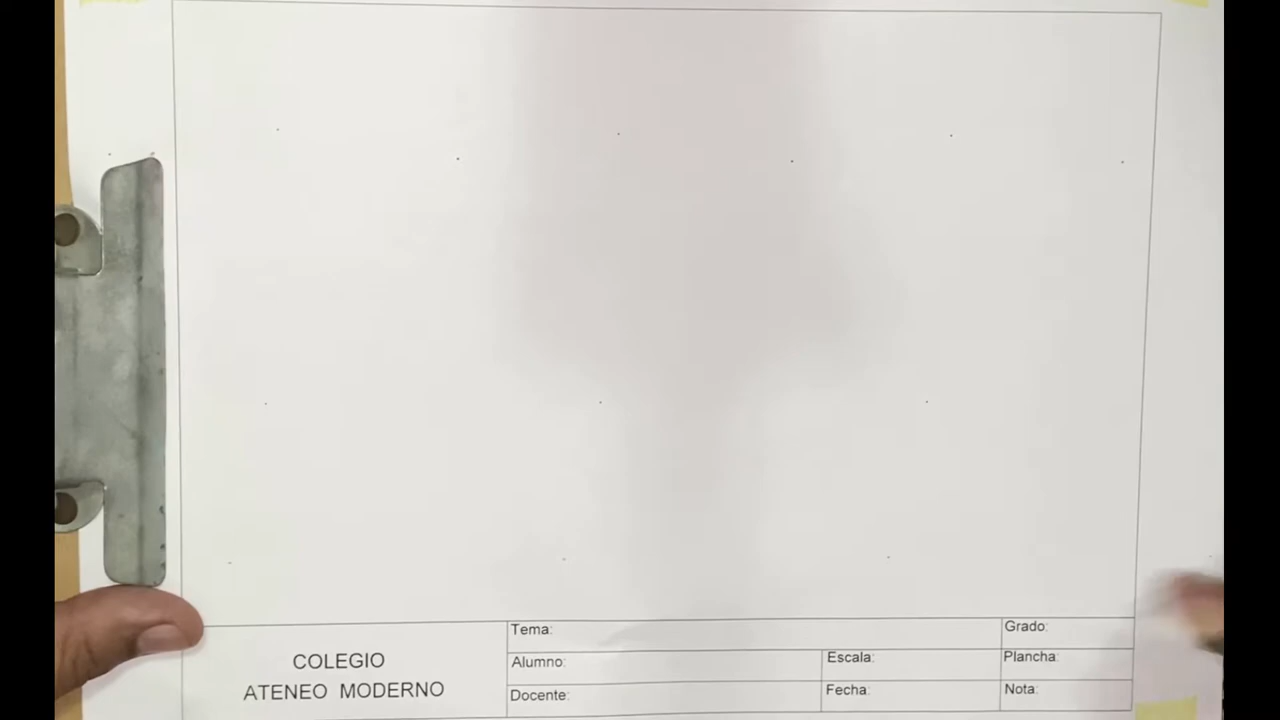 COLEGIO
ATENEO MODERNO
Tema:
Grado:
Alumno:
Escala:
Plancha:
Docente:
Fecha:
Nota: